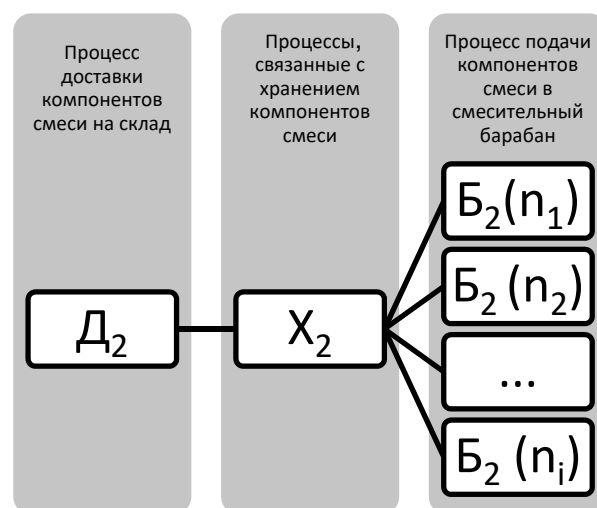 Процесс
доставки
компонентов
смеси на склад
Процессы,
связанные с
хранением
компонентов
смеси
Процесс подачи
компонентов
смеси в
смесительный
барабан
Д₂
Х₂
Б₂(n₁)
Б₂ (n₂)
...
Б₂ (nᵢ)